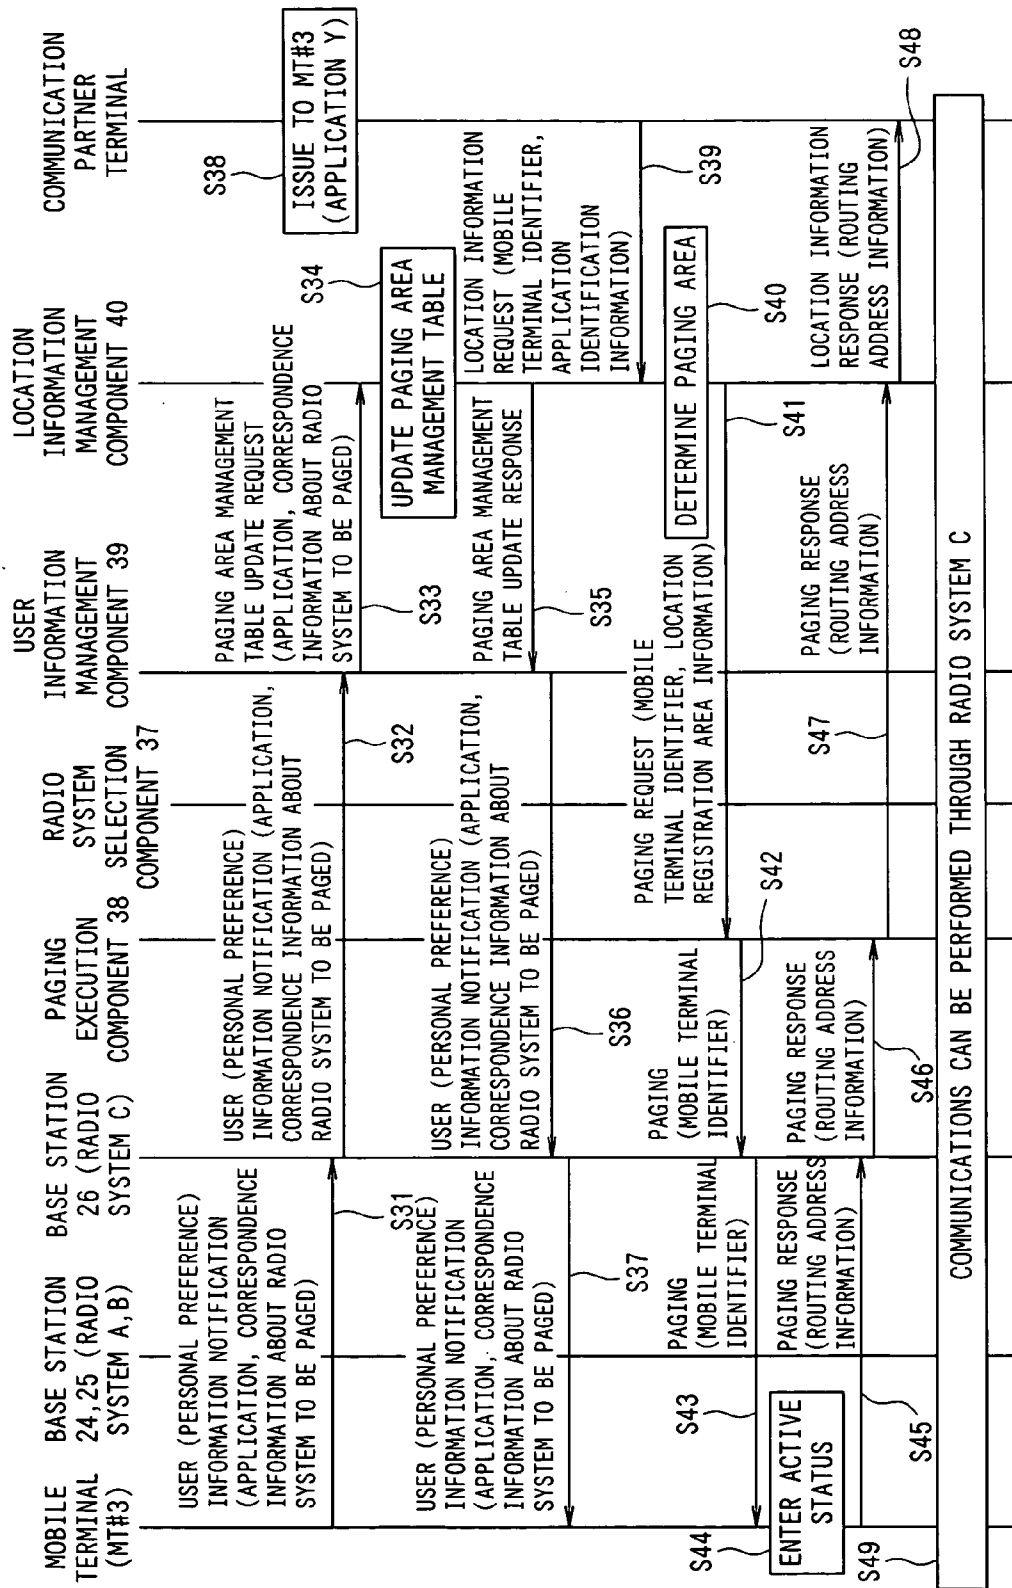 MOBILE
TERMINAL
(MT#3)
BASE STATION
24,25 (RADIO
SYSTEM A,B)
BASE STATION
26 (RADIO
SYSTEM C)
PAGING
EXECUTION
COMPONENT 38
RADIO
SYSTEM
SELECTION
COMPONENT 37
USER
INFORMATION
MANAGEMENT
COMPONENT 39
LOCATION
INFORMATION
MANAGEMENT
COMPONENT 40
COMMUNICATION
PARTNER
TERMINAL
USER (PERSONAL PREFERENCE)
INFORMATION NOTIFICATION
(APPLICATION, CORRESPONDENCE
INFORMATION ABOUT RADIO
SYSTEM TO BE PAGED)
S31
USER (PERSONAL PREFERENCE)
INFORMATION NOTIFICATION (APPLICATION,
CORRESPONDENCE INFORMATION ABOUT
RADIO SYSTEM TO BE PAGED)
S32
PAGING AREA MANAGEMENT
TABLE UPDATE REQUEST
(APPLICATION, CORRESPONDENCE
INFORMATION ABOUT RADIO
SYSTEM TO BE PAGED)
S33
S34
UPDATE PAGING AREA
MANAGEMENT TABLE
PAGING AREA MANAGEMENT
TABLE UPDATE RESPONSE
S35
USER (PERSONAL PREFERENCE)
INFORMATION NOTIFICATION (APPLICATION,
CORRESPONDENCE INFORMATION ABOUT
RADIO SYSTEM TO BE PAGED)
S36
USER (PERSONAL PREFERENCE)
INFORMATION NOTIFICATION
(APPLICATION, CORRESPONDENCE
INFORMATION ABOUT RADIO
SYSTEM TO BE PAGED)
S37
S38
ISSUE TO MT#3
(APPLICATION Y)
LOCATION INFORMATION
REQUEST (MOBILE
TERMINAL IDENTIFIER,
APPLICATION
IDENTIFICATION
INFORMATION)
S39
DETERMINE PAGING AREA
S40
PAGING REQUEST (MOBILE
TERMINAL IDENTIFIER, LOCATION
REGISTRATION AREA INFORMATION)
S41
PAGING
(MOBILE TERMINAL
IDENTIFIER)
S42
PAGING
(MOBILE TERMINAL
IDENTIFIER)
S43
S44
ENTER ACTIVE
STATUS
PAGING RESPONSE
(ROUTING ADDRESS
INFORMATION)
S45
PAGING RESPONSE
(ROUTING ADDRESS
INFORMATION)
S46
PAGING RESPONSE
(ROUTING ADDRESS
INFORMATION)
S47
LOCATION INFORMATION
RESPONSE (ROUTING
ADDRESS INFORMATION)
S48
S49
COMMUNICATIONS CAN BE PERFORMED THROUGH RADIO SYSTEM C